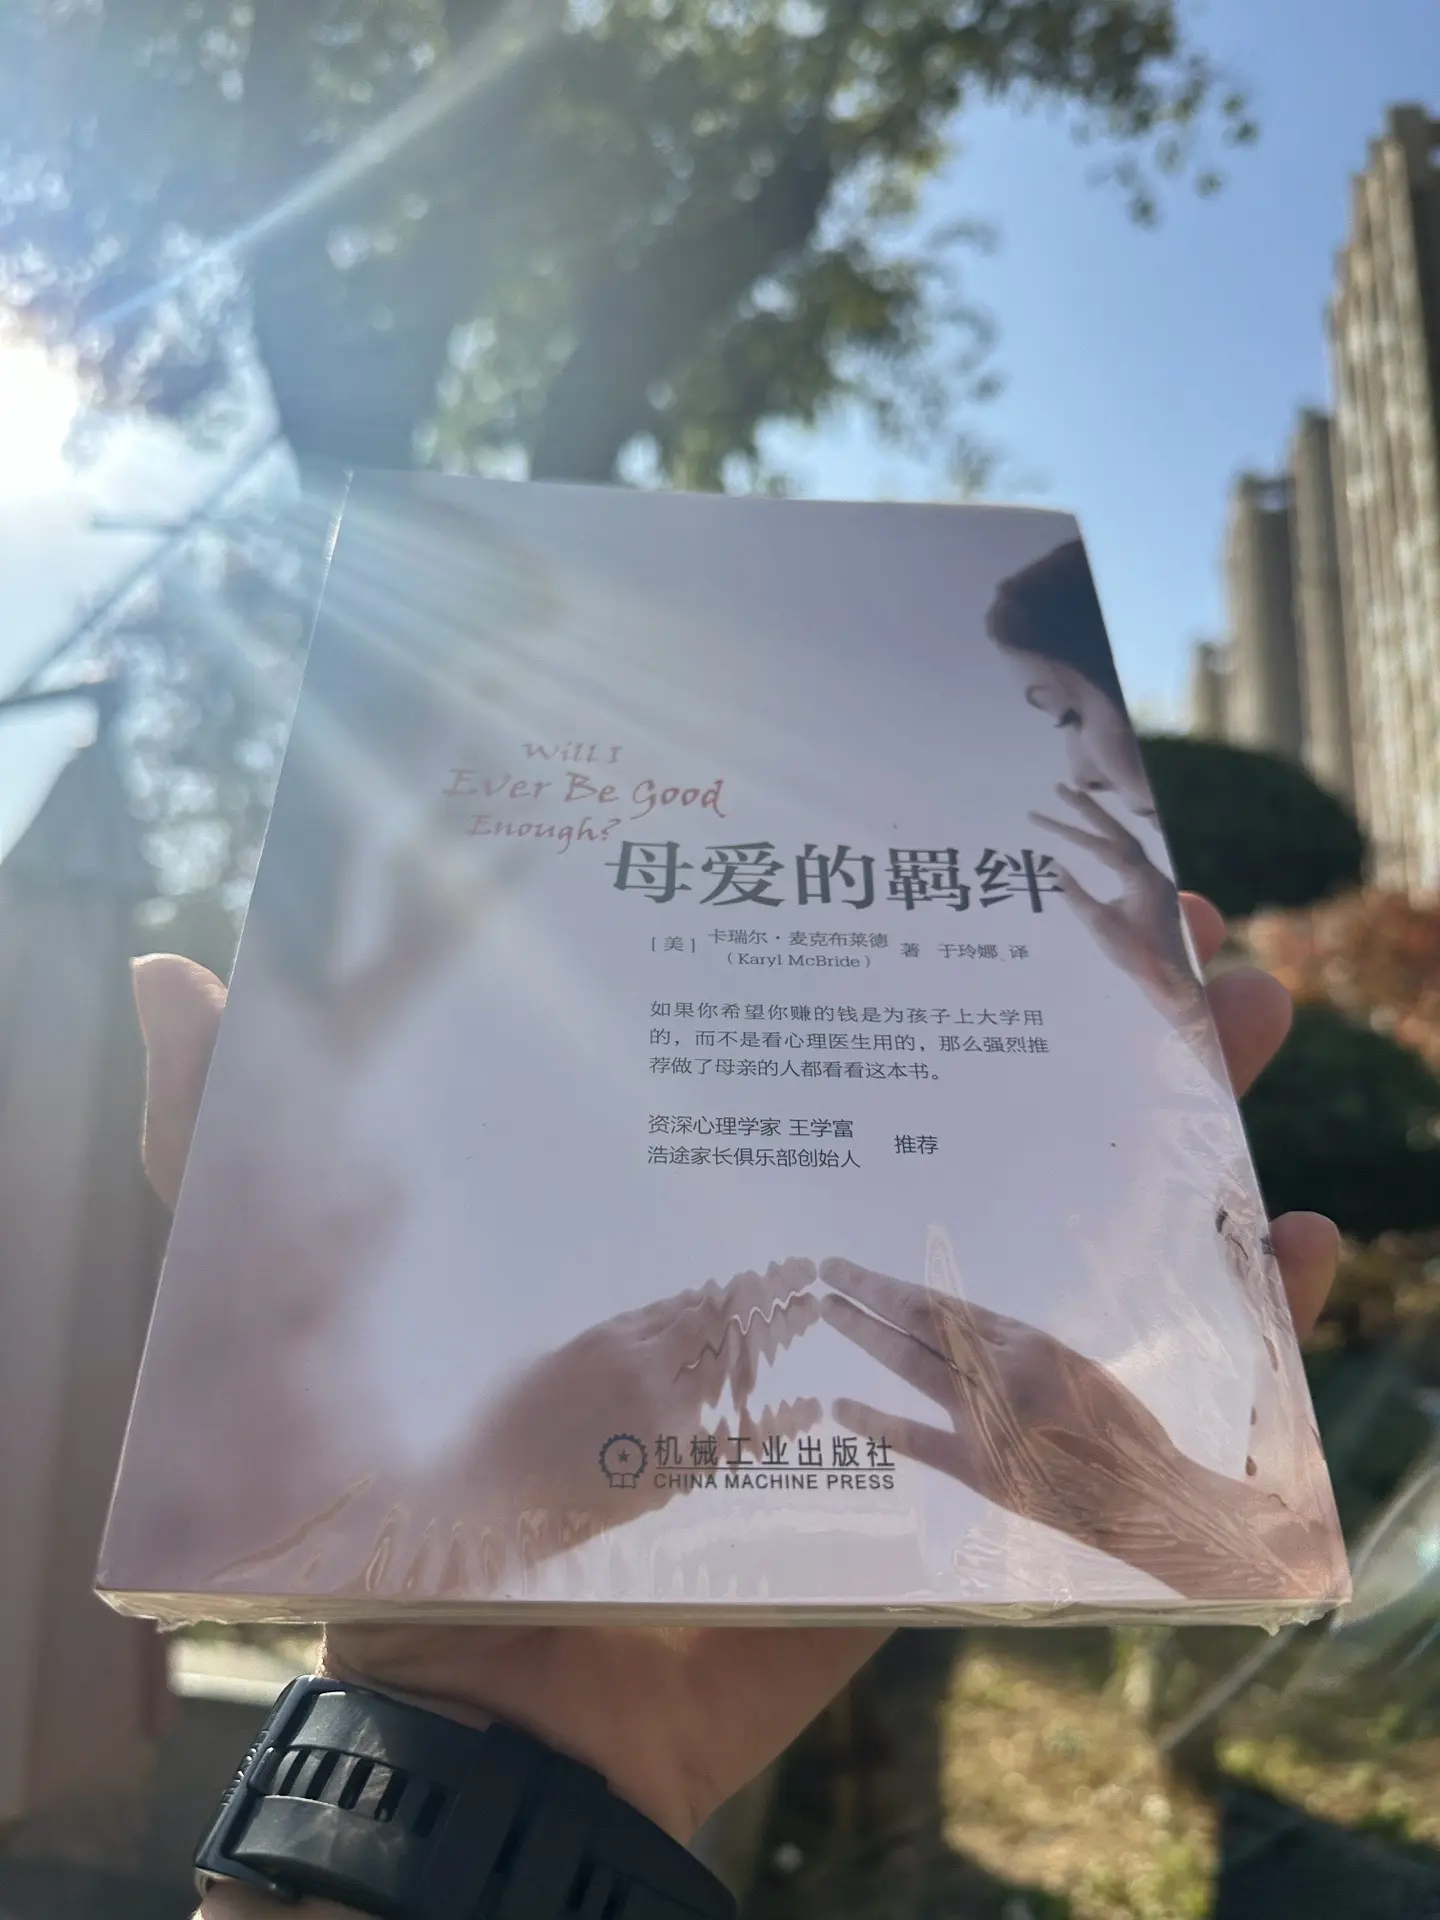 Will I
Ever Be Good
Enough?
母爱的羁绊
[美] 卡瑞尔·麦克布莱德 著 于玲娜 译
(Karyl McBride)
如果你希望你赚的钱是为孩子上大学用
的，而不是看心理医生用的，那么强烈推
荐做了母亲的人都看看这本书。
资深心理学家 王学富
浩途家长俱乐部创始人 推荐
机械工业出版社
CHINA MACHINE PRESS